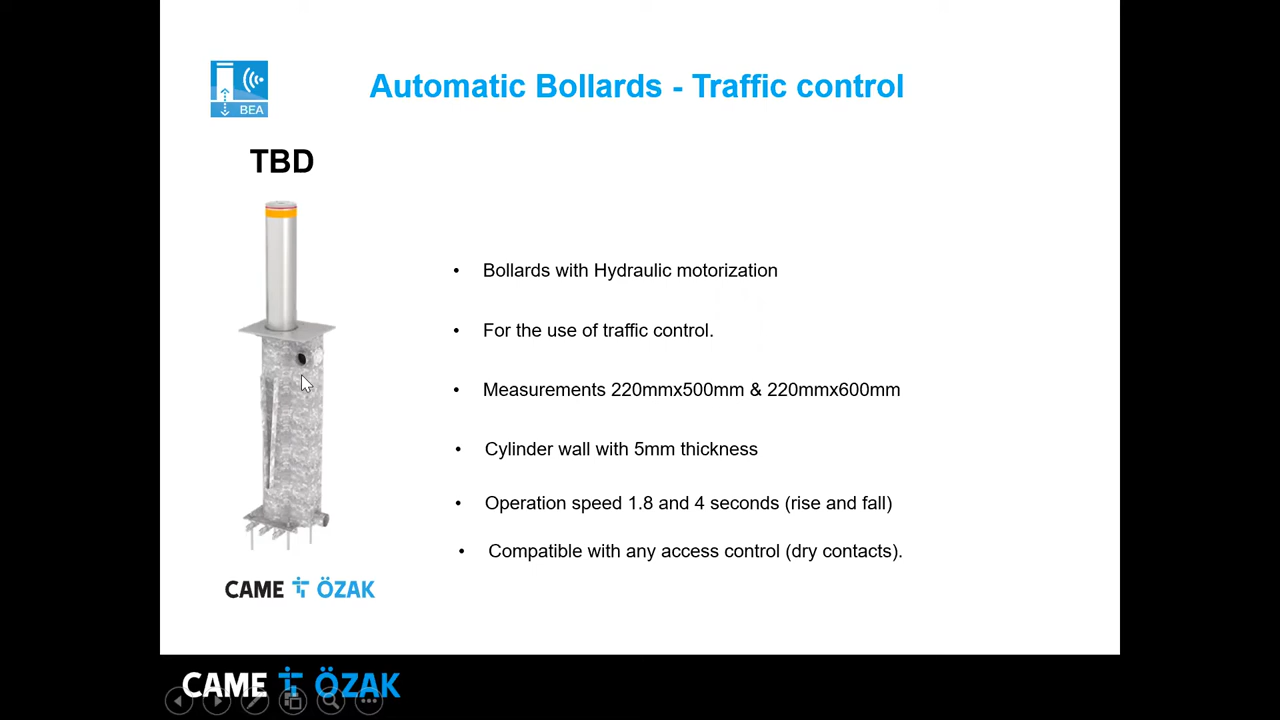 BEA
Automatic Bollards - Traffic control
TBD
• Bollards with Hydraulic motorization
• For the use of traffic control.
• Measurements 220mmx500mm & 220mmx600mm
• Cylinder wall with 5mm thickness
• Operation speed 1.8 and 4 seconds (rise and fall)
• Compatible with any access control (dry contacts).
CAME ÖZAK
CAME ÖZAK